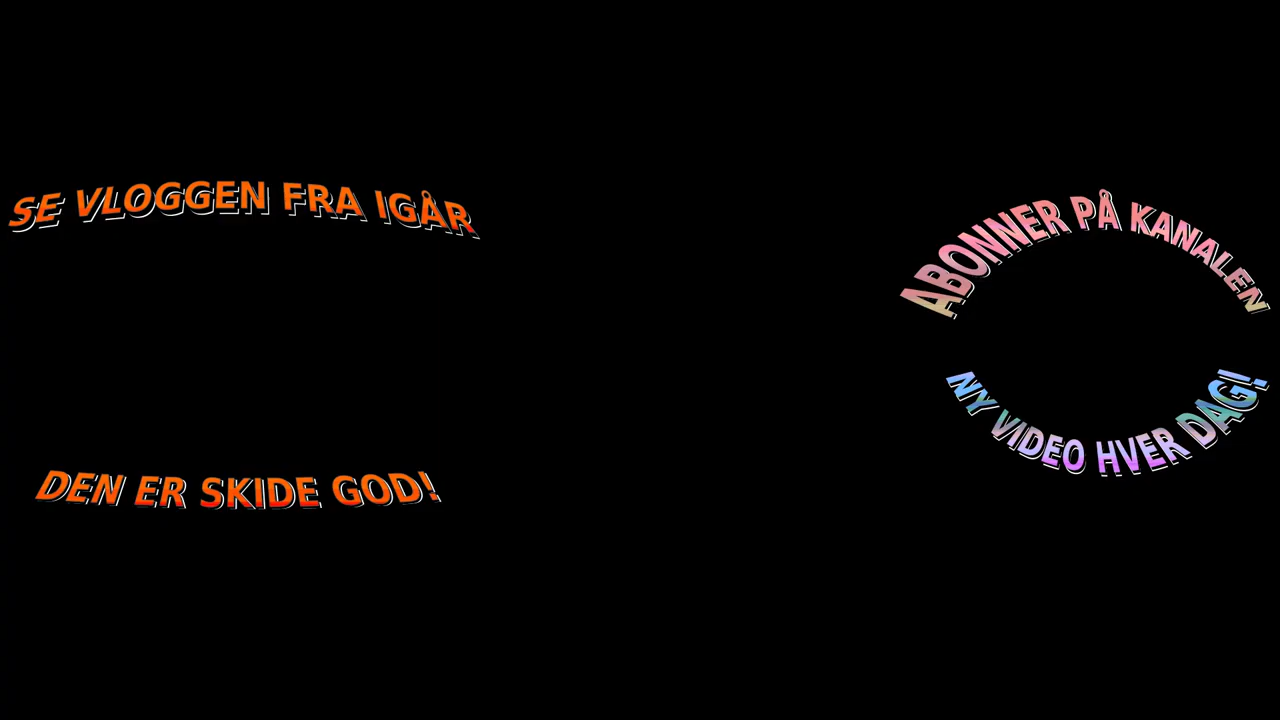 SE VLOGGEN FRA IGÅR
DEN ER SKIDE GOD!
ABONNER PÅ KANALEN
NY VIDEO HVER DAG!